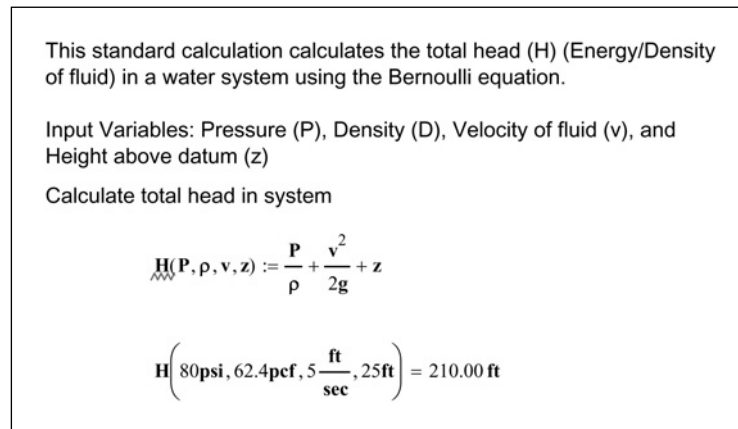 This standard calculation calculates the total head (H) (Energy/Density
of fluid) in a water system using the Bernoulli equation.
Input Variables: Pressure (P), Density (D), Velocity of fluid (v), and
Height above datum (z)
Calculate total head in system
H(P,ρ,v,z) := P/ρ + v²/2g + z
H(80psi,62.4pcf,5 ft/sec,25ft) = 210.00 ft